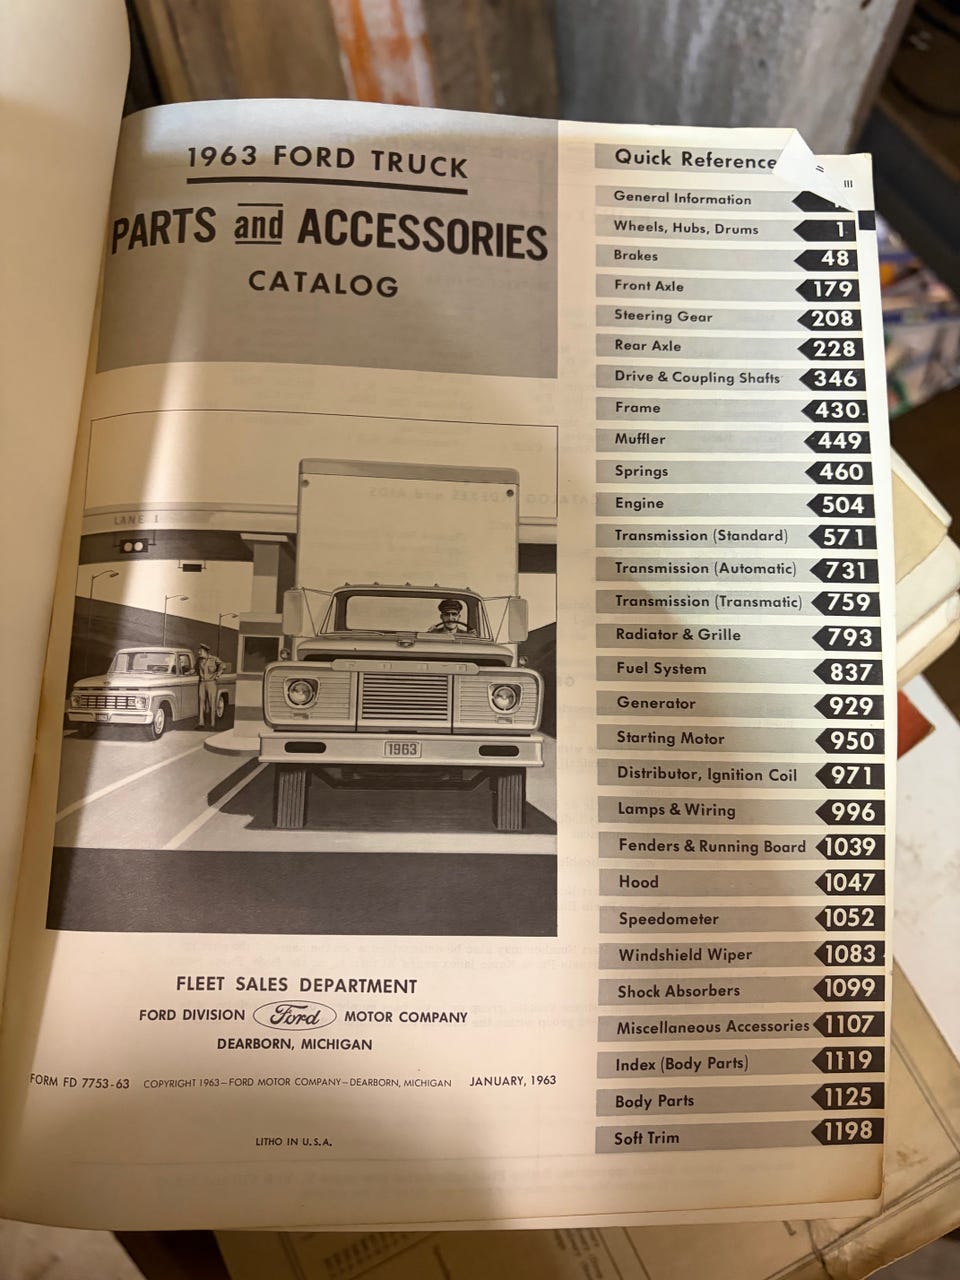 1963 FORD TRUCK
PARTS and ACCESSORIES
CATALOG
LANE 1
FORD
1963
FLEET SALES DEPARTMENT
FORD DIVISION Ford MOTOR COMPANY
DEARBORN, MICHIGAN
FORM FD 7753-63 COPYRIGHT 1963—FORD MOTOR COMPANY—DEARBORN, MICHIGAN JANUARY, 1963
LITHO IN U.S.A.
Quick Reference
III
General Information
Wheels, Hubs, Drums 1
Brakes 48
Front Axle 179
Steering Gear 208
Rear Axle 228
Drive & Coupling Shafts 346
Frame 430
Muffler 449
Springs 460
Engine 504
Transmission (Standard) 571
Transmission (Automatic) 731
Transmission (Transmatic) 759
Radiator & Grille 793
Fuel System 837
Generator 929
Starting Motor 950
Distributor, Ignition Coil 971
Lamps & Wiring 996
Fenders & Running Board 1039
Hood 1047
Speedometer 1052
Windshield Wiper 1083
Shock Absorbers 1099
Miscellaneous Accessories 1107
Index (Body Parts) 1119
Body Parts 1125
Soft Trim 1198